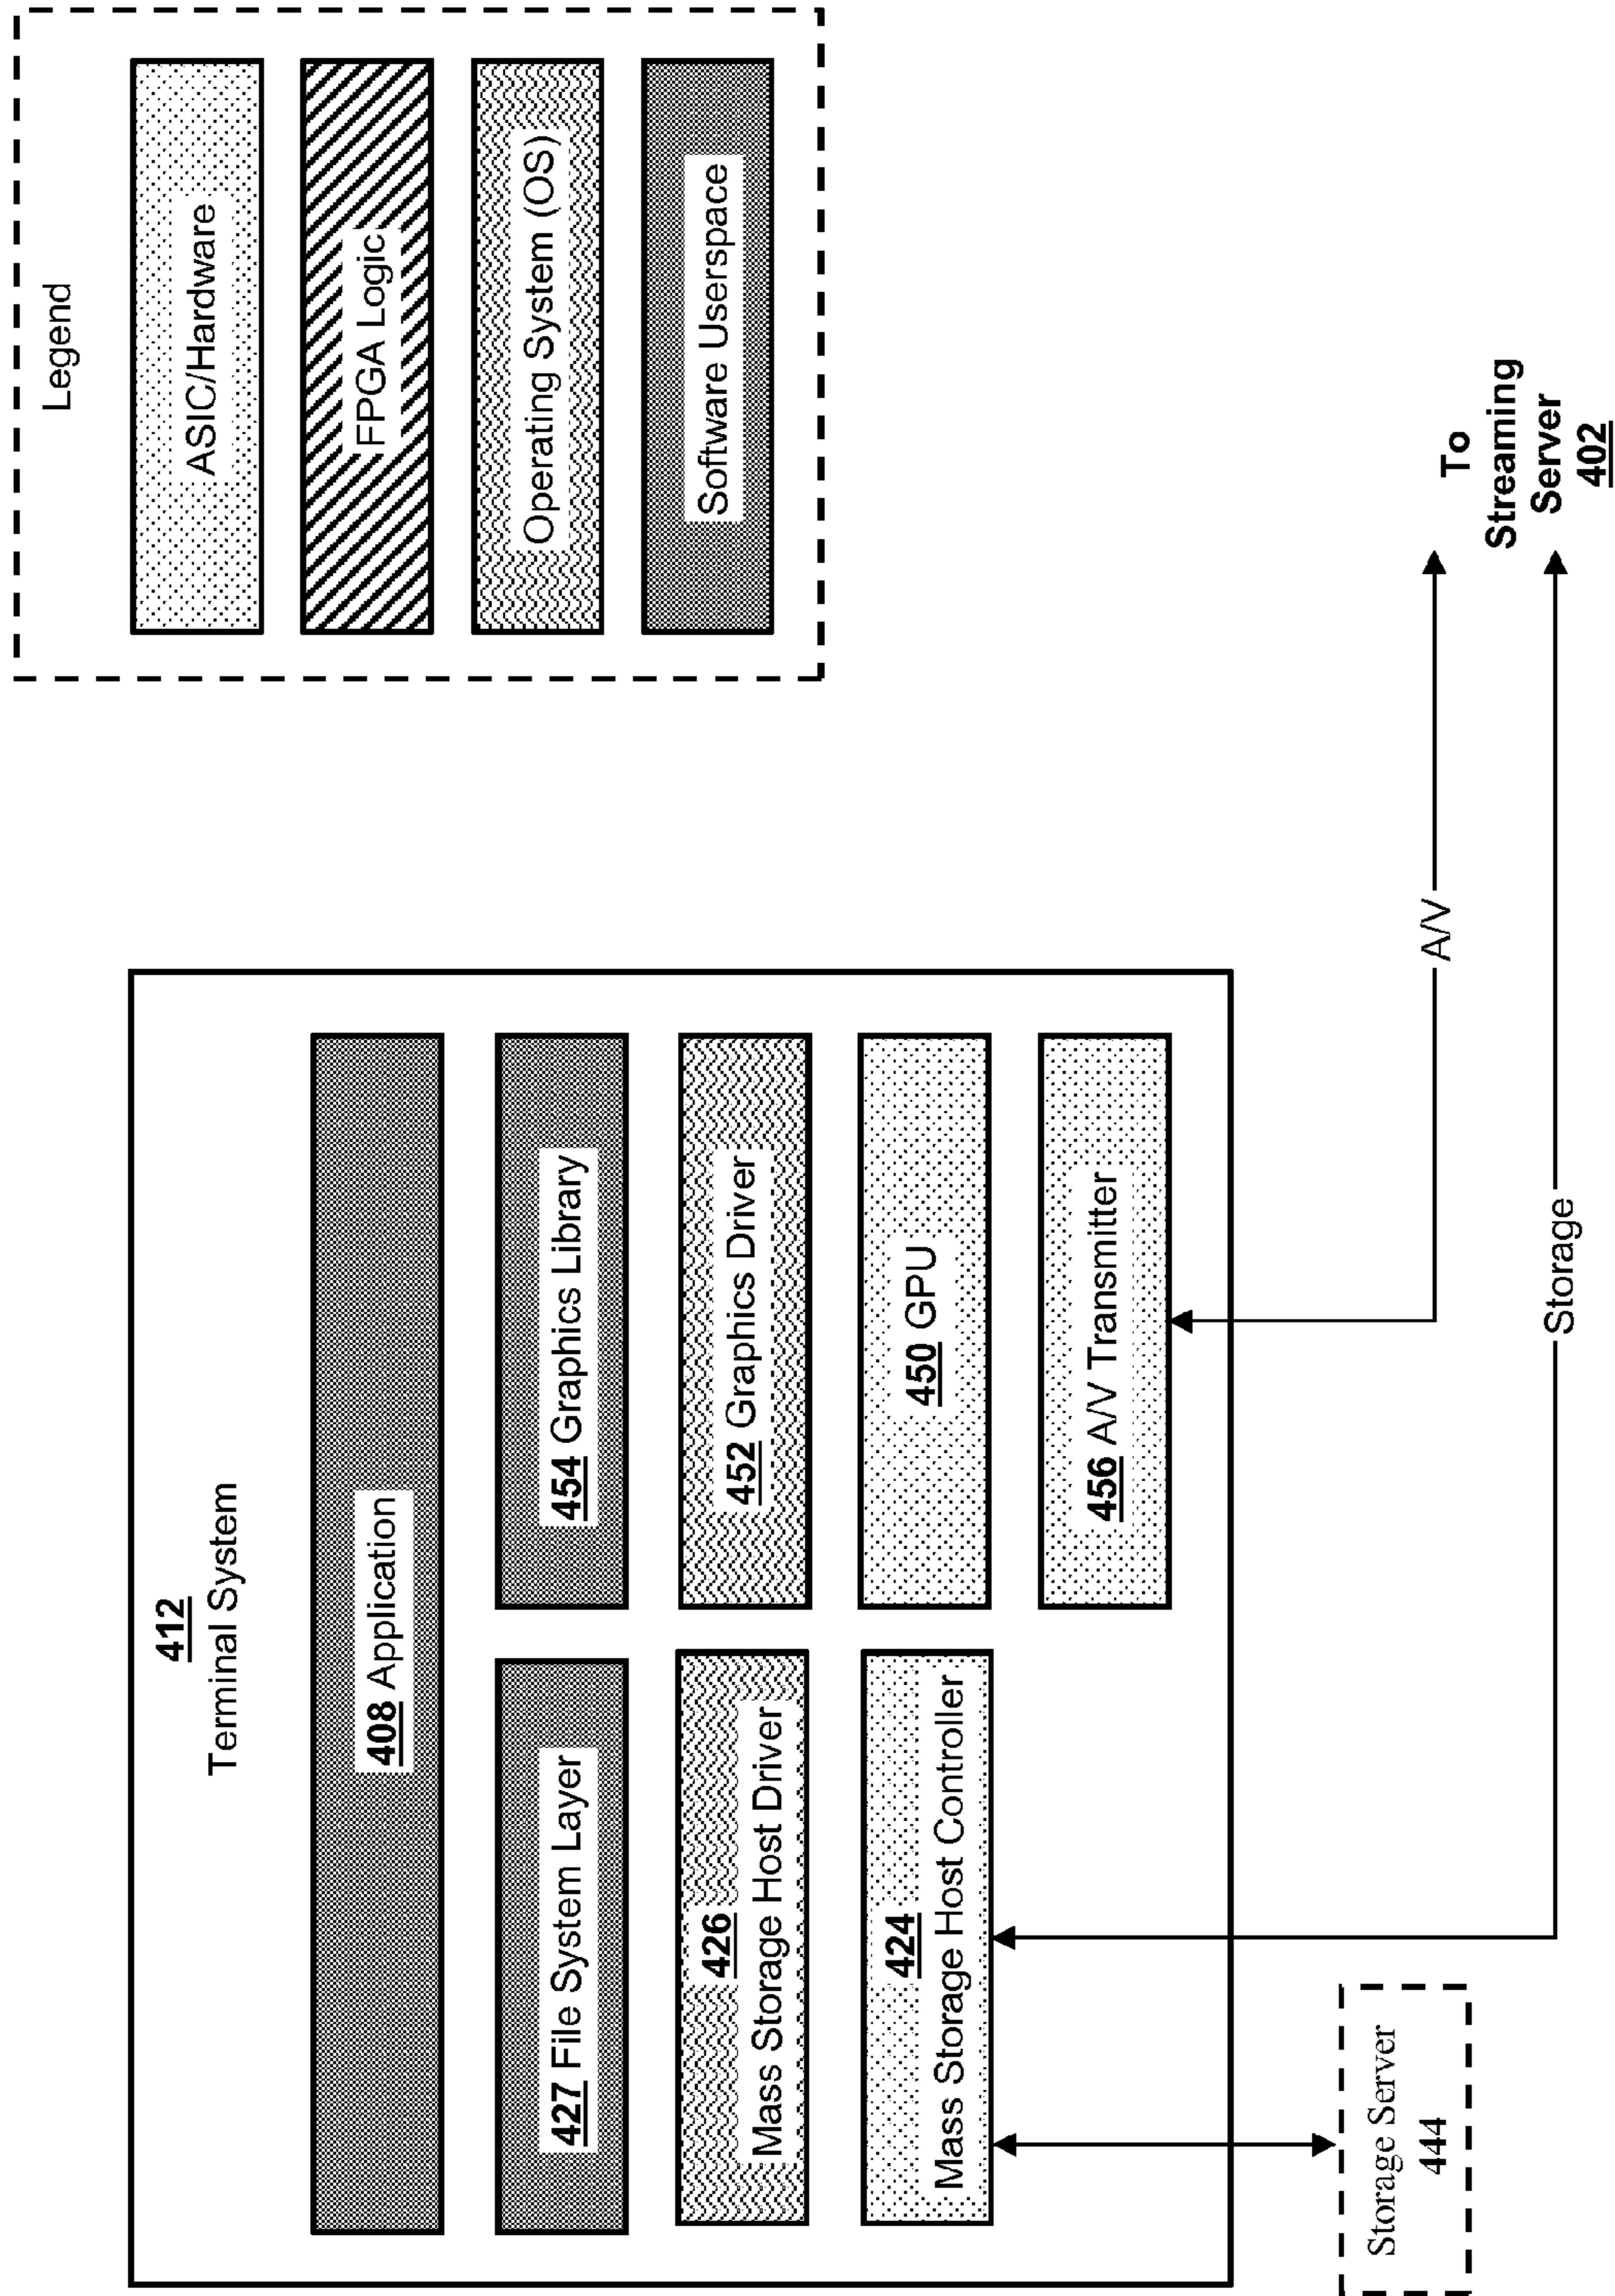 412
Terminal System
408 Application
427 File System Layer
454 Graphics Library
426
Mass Storage Host Driver
452 Graphics Driver
424
Mass Storage Host Controller
450 GPU
456 A/V Transmitter
Storage Server
444
A/V
Storage
To
Streaming
Server
402
Legend
ASIC/Hardware
FPGA Logic
Operating System (OS)
Software Userspace